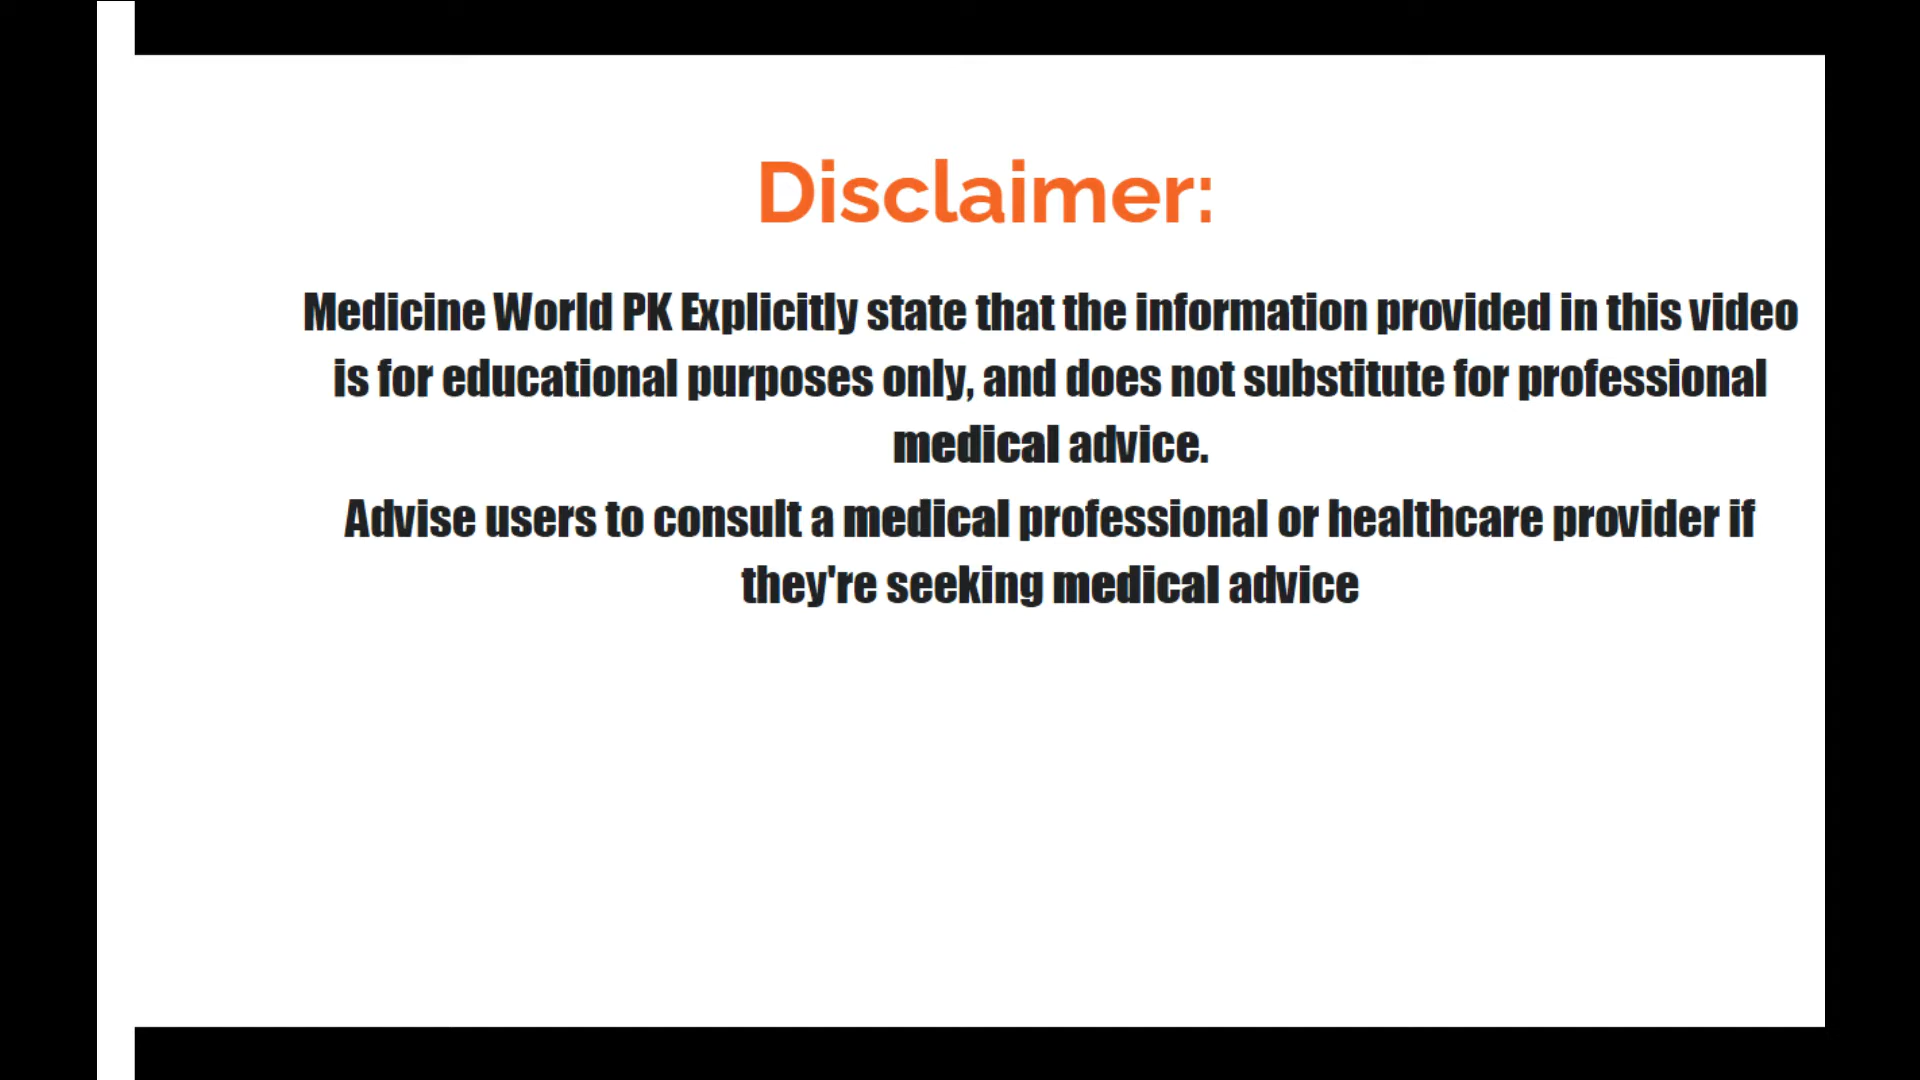 Disclaimer:
Medicine World PK Explicitly state that the information provided in this video
is for educational purposes only, and does not substitute for professional
medical advice.
Advise users to consult a medical professional or healthcare provider if
they're seeking medical advice